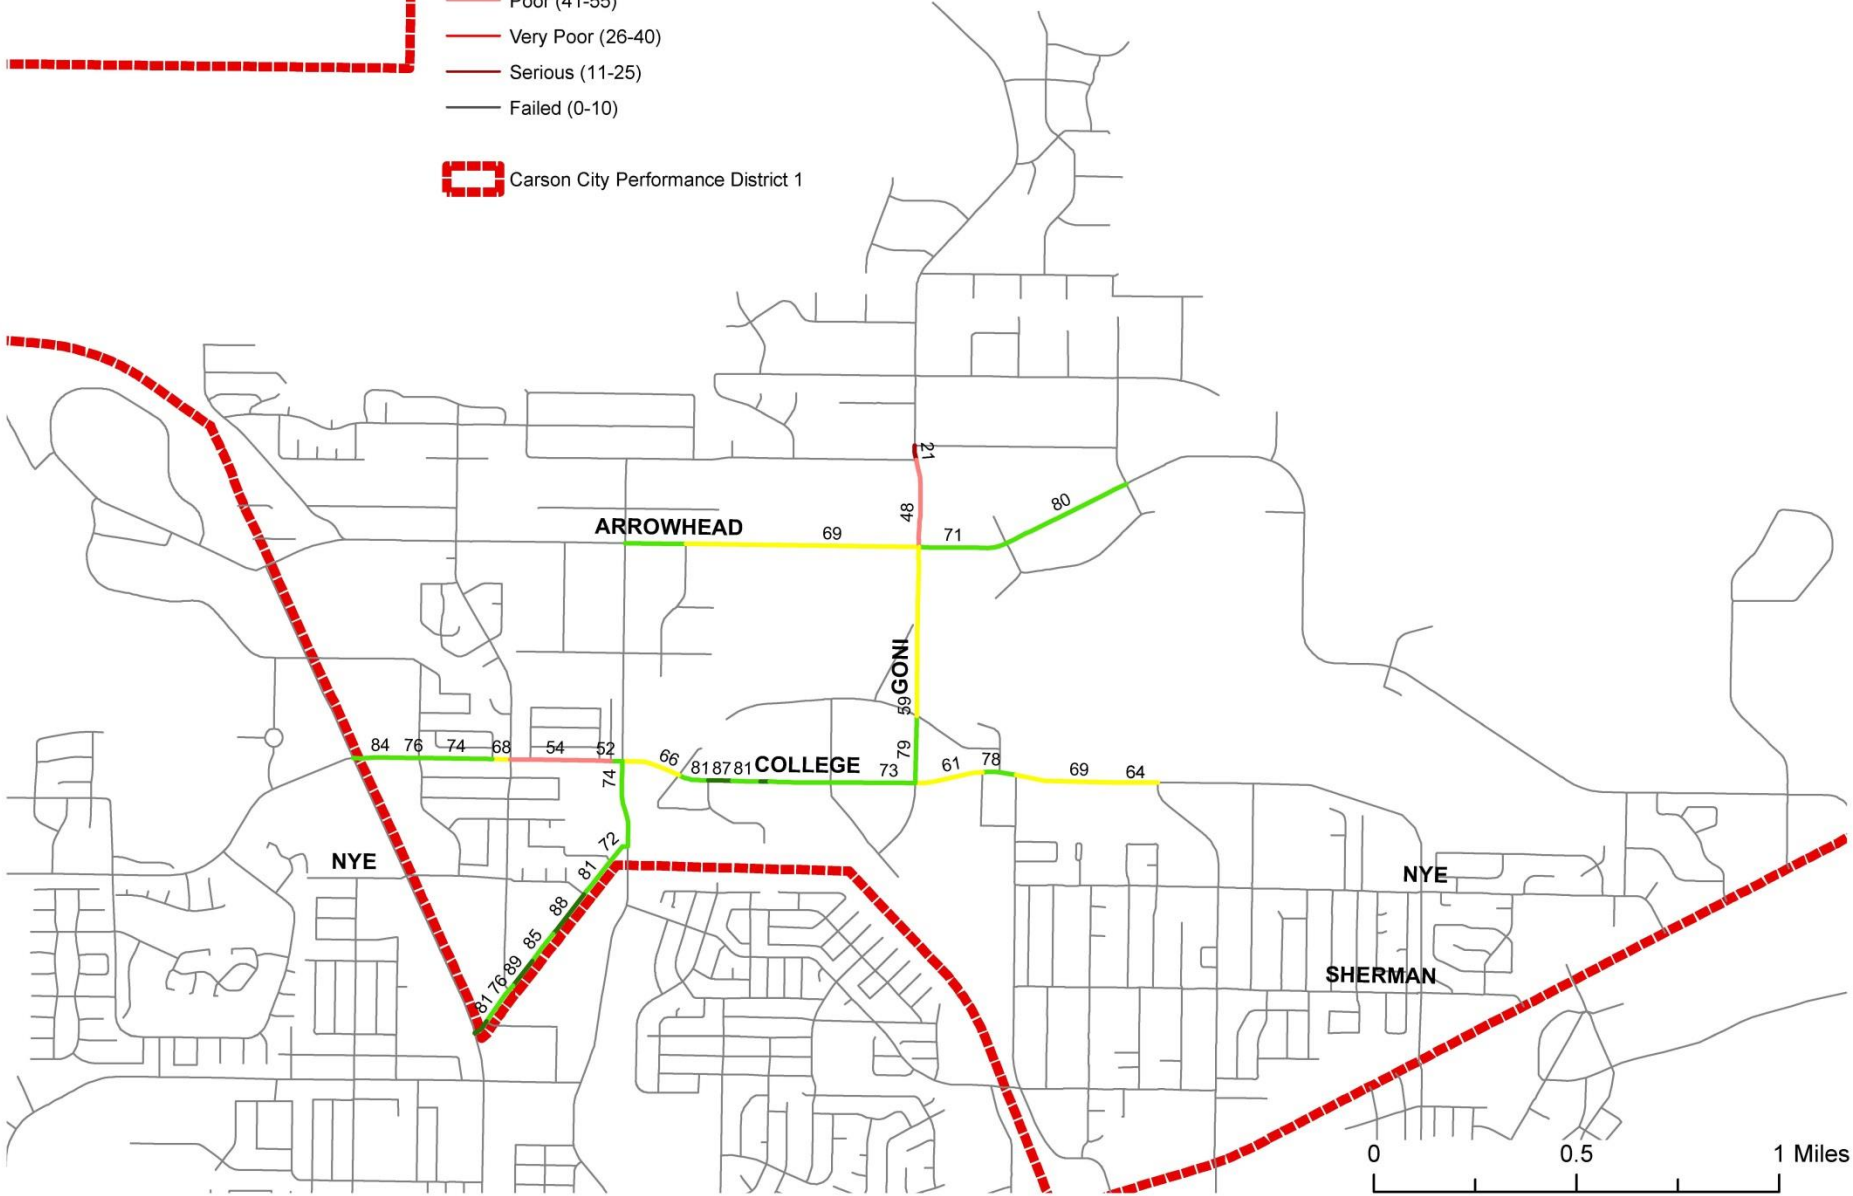 Poor (41-55)
Very Poor (26-40)
Serious (11-25)
Failed (0-10)
Carson City Performance District 1
21
80
48
ARROWHEAD
69
71
GONI
59
84
76
74
68
54
52
66
81
87
81
COLLEGE
73
79
61
78
69
64
74
72
NYE
81
88
85
89
76
81
NYE
SHERMAN
0
0.5
1 Miles